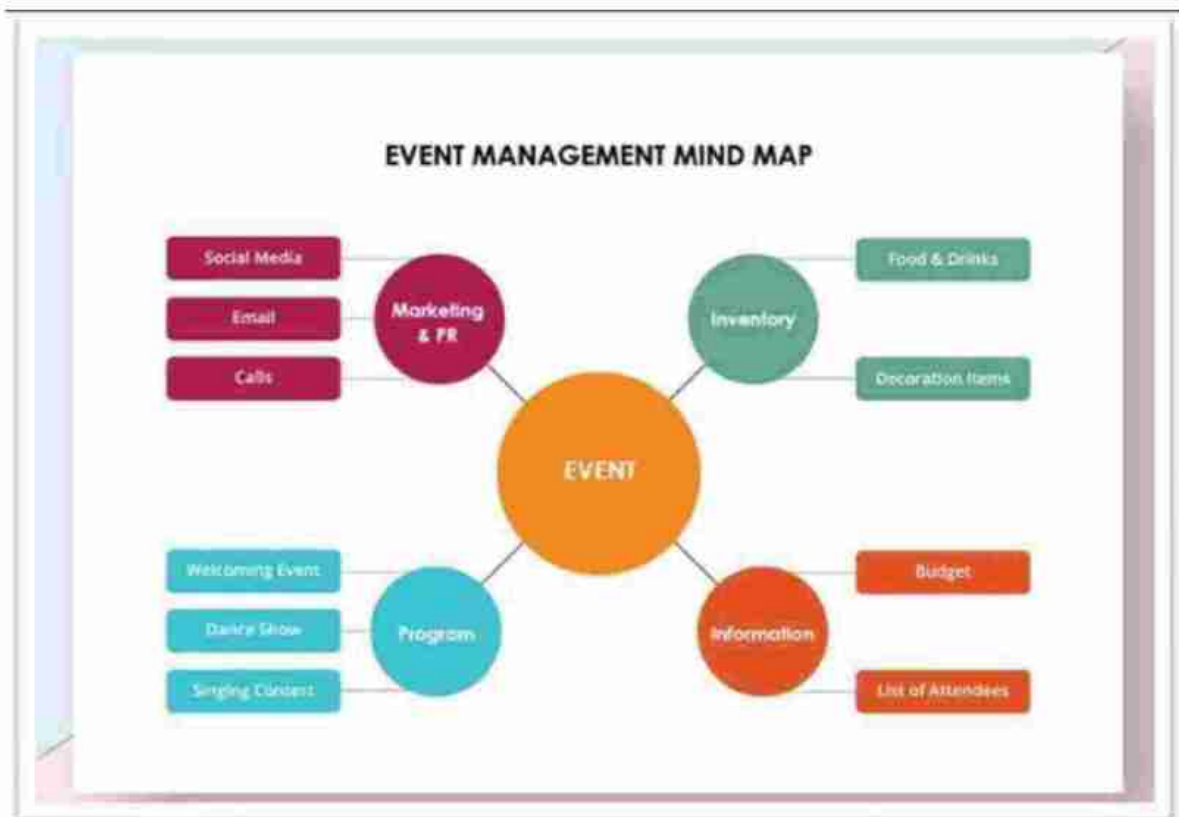 EVENT MANAGEMENT MIND MAP
Social Media
Email
Calls
Marketing
& PR
Inventory
Food & Drinks
Decoration Items
EVENT
Welcoming Event
Dance Show
Singing Contest
Program
Information
Budget
List of Attendees